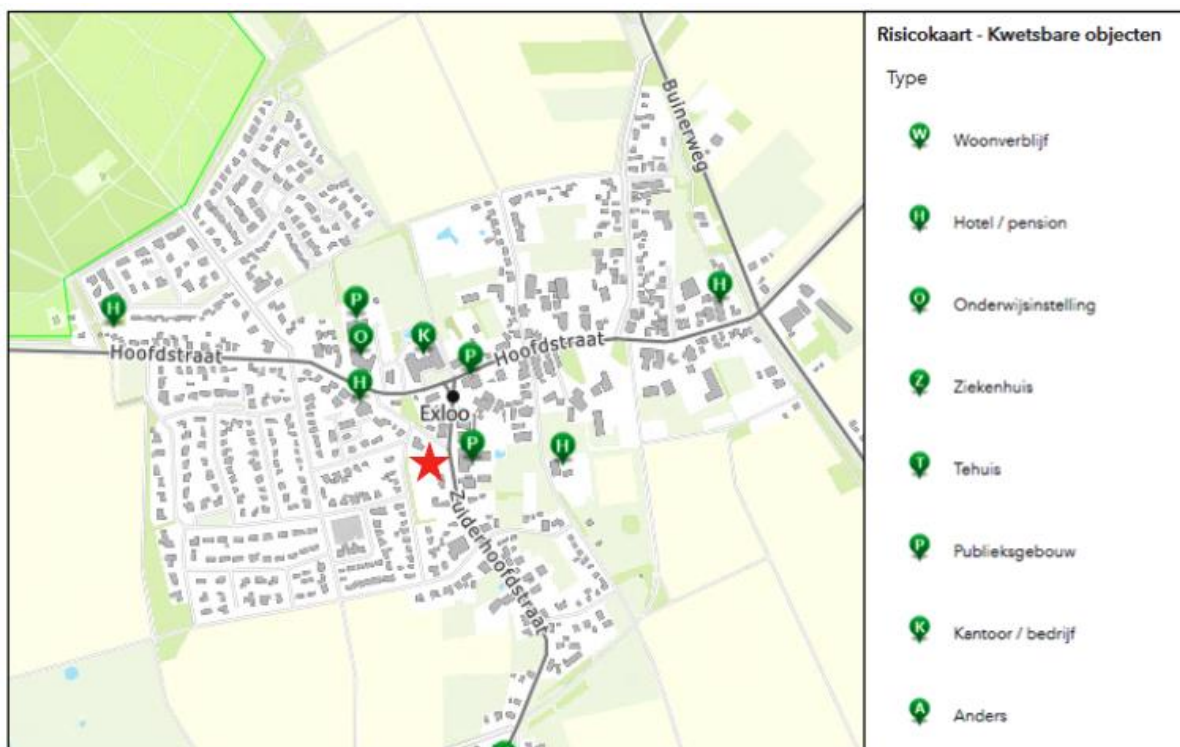 Risicokaart - Kwetsbare objecten
Type
W Woonverblijf
H Hotel / pension
O Onderwijsinstelling
Z Ziekenhuis
T Tehuis
P Publieksgebouw
K Kantoor / bedrijf
A Anders
Buinerweg
H
P
H
O
K
P
Hoofdstraat
Hoofdstraat
H
Exloo
P
H
Zuiderhoofdstraat